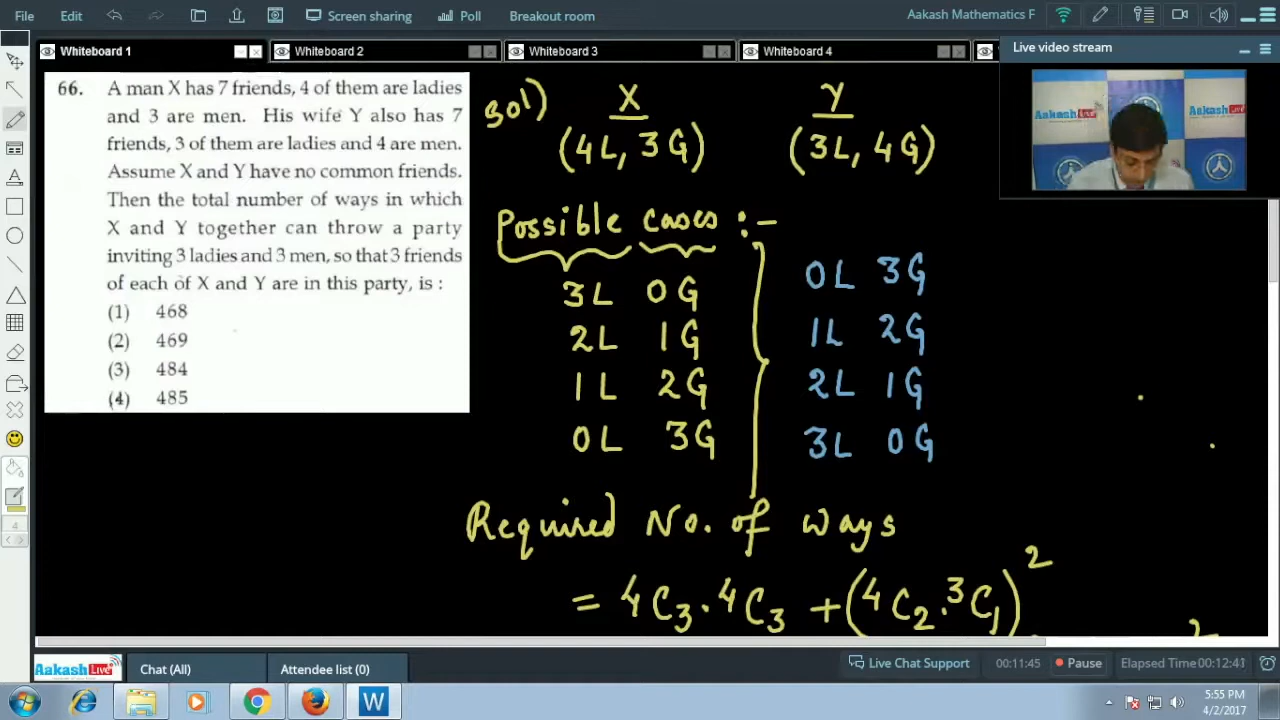 File Edit Screen sharing Poll Breakout room Aakash Mathematics F
Whiteboard 1 Whiteboard 2 Whiteboard 3 Whiteboard 4
Live video stream
66. A man X has 7 friends, 4 of them are ladies
and 3 are men. His wife Y also has 7
friends, 3 of them are ladies and 4 are men.
Assume X and Y have no common friends.
Then the total number of ways in which
X and Y together can throw a party
inviting 3 ladies and 3 men, so that 3 friends
of each of X and Y are in this party, is :
(1) 468
(2) 469
(3) 484
(4) 485
Sol) X Y
(4L, 3G) (3L, 4G)
Possible cases :-
3L 0G 0L 3G
2L 1G 1L 2G
1L 2G 2L 1G
0L 3G 3L 0G
Required No. of ways
= 4C3 . 4C3 + (4C2 . 3C1)2
2
AakashLive
AakashLive
Aakash Live Chat (All) Attendee list (0) Live Chat Support 00:11:45 Pause Elapsed Time 00:12:43
4
W
5:55 PM
4/2/2017